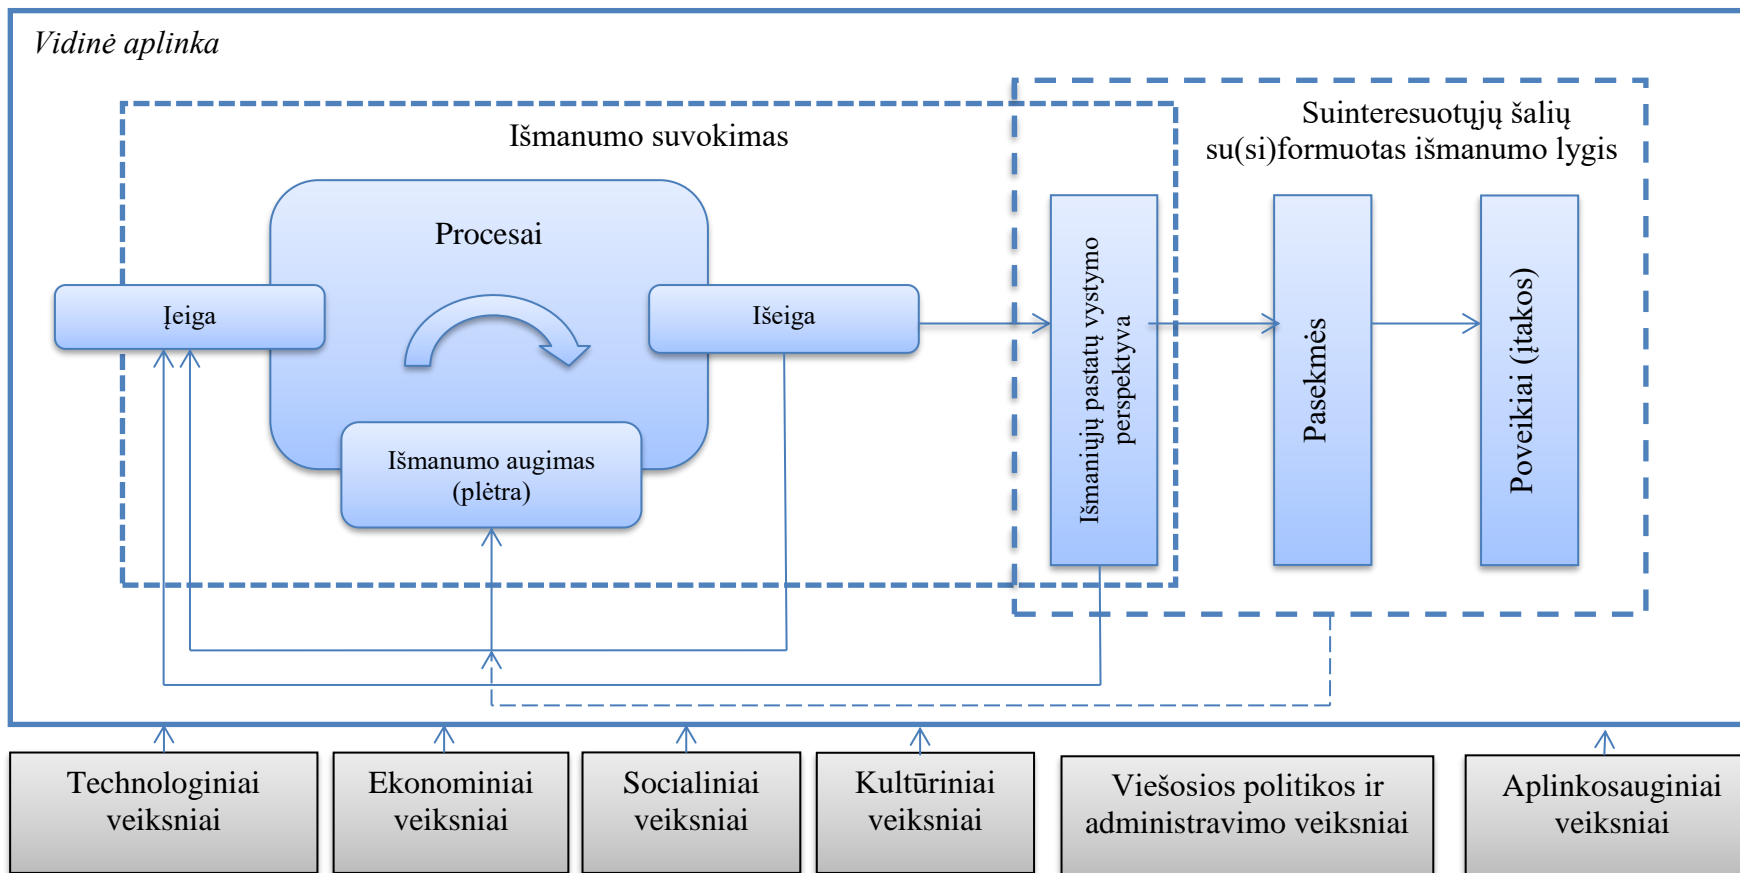 Vidinė aplinka
Išmanumo suvokimas
Suinteresuotųjų šalių
su(si)formuotas išmanumo lygis
Procesai
Įeiga
Išeiga
Išmanumo augimas
(plėtra)
Išmaniųjų pastatų vystymo
perspektyva
Pasekmės
Poveikiai (įtakos)
Technologiniai
veiksniai
Ekonominiai
veiksniai
Socialiniai
veiksniai
Kultūriniai
veiksniai
Viešosios politikos ir
administravimo veiksniai
Aplinkosauginiai
veiksniai